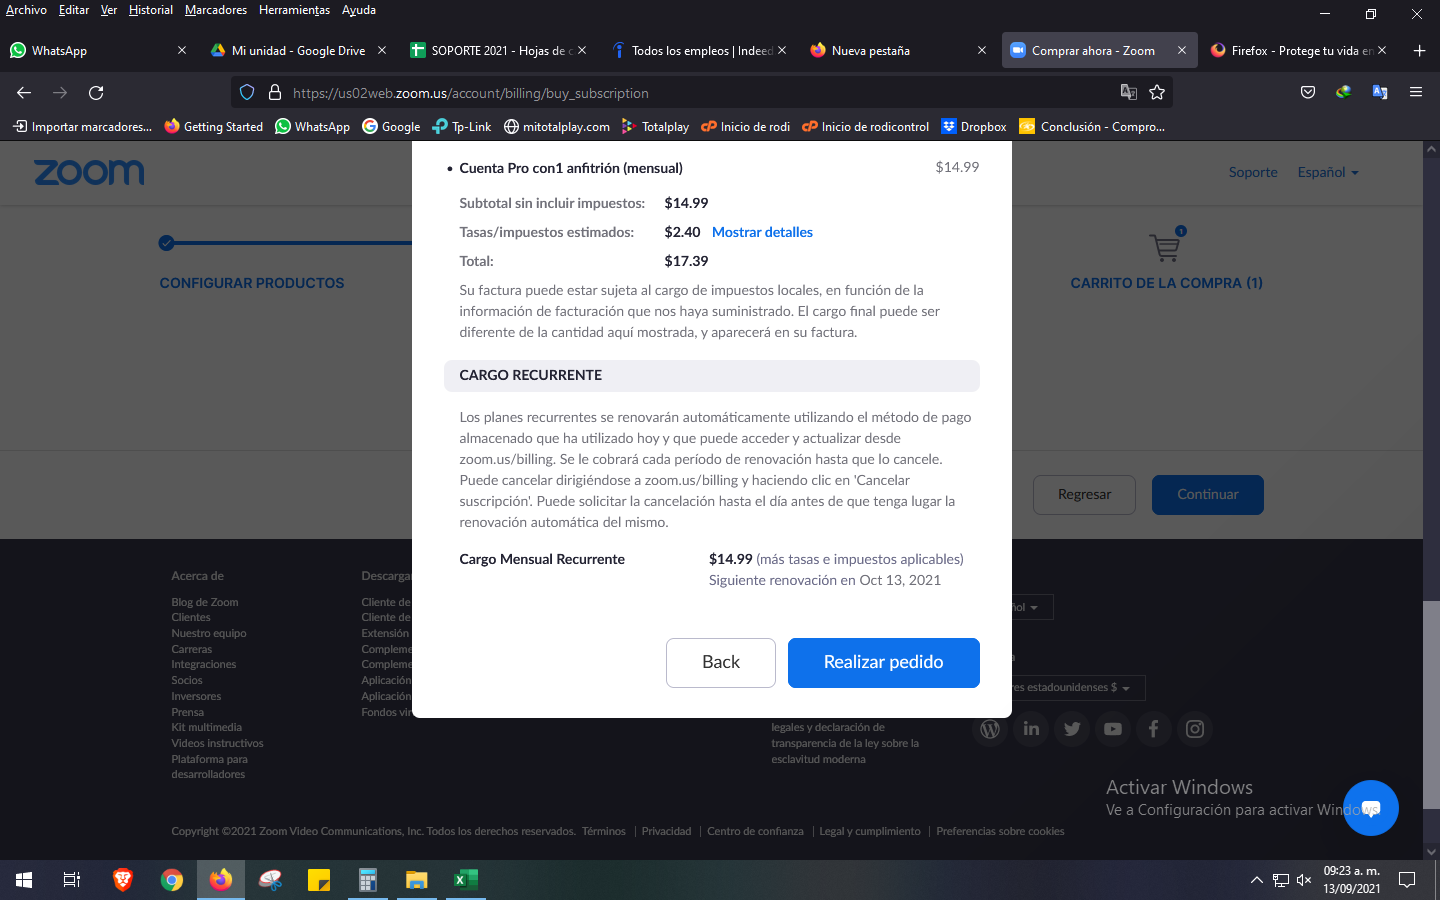 Archivo Editar Ver Historial Marcadores Herramientas Ayuda
WhatsApp
Mi unidad - Google Drive
SOPORTE 2021 - Hojas de c
Todos los empleos | Indeed
Nueva pestaña
Comprar ahora - Zoom
Firefox - Protege tu vida en
https://us02web.zoom.us/account/billing/buy_subscription
Importar marcadores... Getting Started WhatsApp Google Tp-Link mitotalplay.com Totalplay Inicio de rodi Inicio de rodicontrol Dropbox Conclusión - Compro...
zoom
Soporte Español
CONFIGURAR PRODUCTOS
1
CARRITO DE LA COMPRA (1)
• Cuenta Pro con1 anfitrión (mensual) $14.99
Subtotal sin incluir impuestos: $14.99
Tasas/impuestos estimados: $2.40 Mostrar detalles
Total: $17.39
Su factura puede estar sujeta al cargo de impuestos locales, en función de la
información de facturación que nos haya suministrado. El cargo final puede ser
diferente de la cantidad aquí mostrada, y aparecerá en su factura.
CARGO RECURRENTE
Los planes recurrentes se renovarán automáticamente utilizando el método de pago
almacenado que ha utilizado hoy y que puede acceder y actualizar desde
zoom.us/billing. Se le cobrará cada período de renovación hasta que lo cancele.
Puede cancelar dirigiéndose a zoom.us/billing y haciendo clic en 'Cancelar
suscripción'. Puede solicitar la cancelación hasta el día antes de que tenga lugar la
renovación automática del mismo.
Cargo Mensual Recurrente $14.99 (más tasas e impuestos aplicables)
Siguiente renovación en Oct 13, 2021
Back Realizar pedido
Regresar Continuar
Acerca de
Blog de Zoom
Clientes
Nuestro equipo
Carreras
Integraciones
Socios
Inversores
Prensa
Kit multimedia
Videos instructivos
Plataforma para
desarrolladores
Descarga
Cliente de
Cliente de
Extensión
Compleme
Compleme
Aplicación
Aplicación
Fondos vir
legales y declaración de
transparencia de la ley sobre la
esclavitud moderna
ñol
a
res estadounidenses $
Activar Windows
Ve a Configuración para activar Windows.
Copyright ©2021 Zoom Video Communications, Inc. Todos los derechos reservados. Términos | Privacidad | Centro de confianza | Legal y cumplimiento | Preferencias sobre cookies
09:23 a. m.
13/09/2021